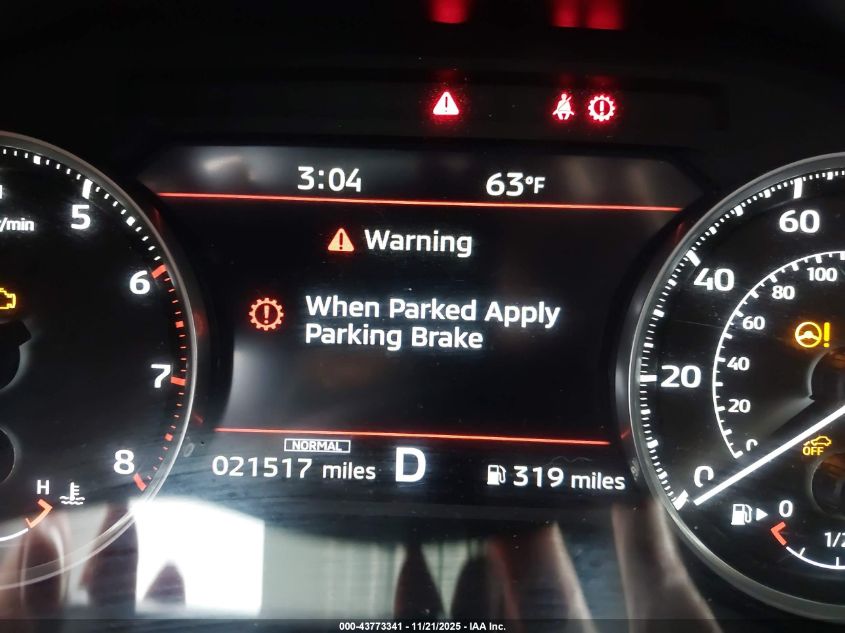 3:04 63°F
Warning
When Parked Apply
Parking Brake
NORMAL
021517 miles D 319 miles
5
6
7
8
H
60
40
20
0
100
80
60
40
20
0
OFF
0
1/2
000-43773341 - 11/21/2025 - IAA Inc.